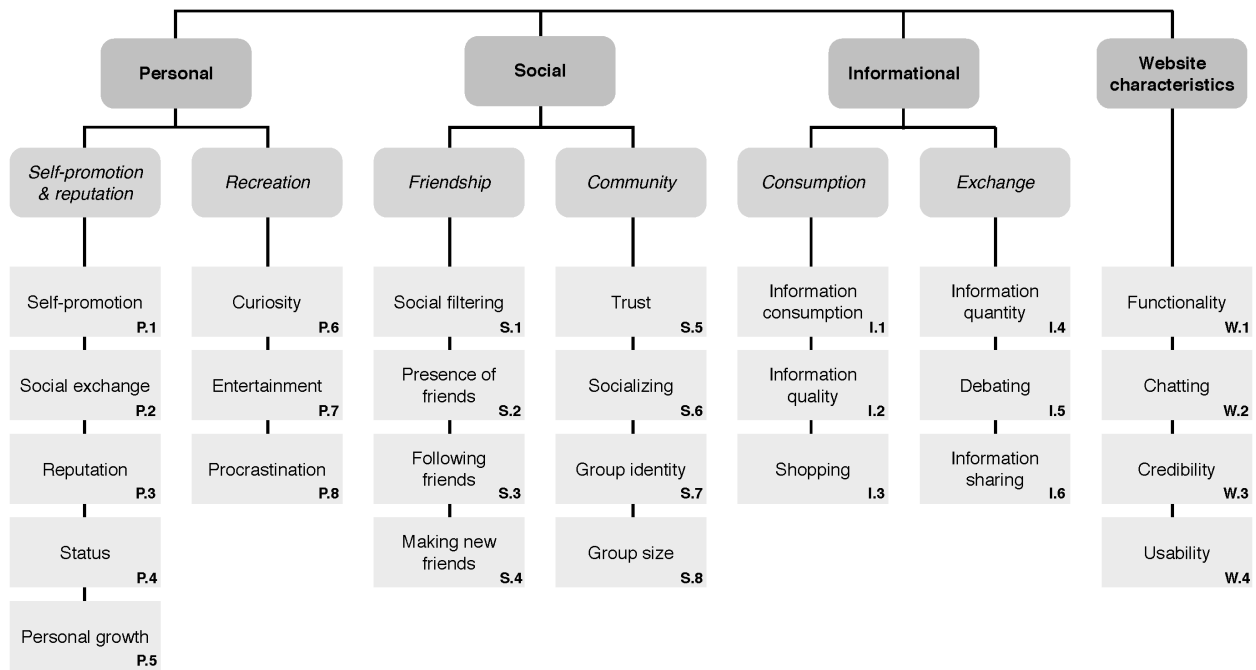 Personal
Social
Informational
Website
characteristics
Self-promotion
& reputation
Recreation
Friendship
Community
Consumption
Exchange
Self-promotion
P.1
Curiosity
P.6
Social filtering
S.1
Trust
S.5
Information
consumption
I.1
Information
quantity
I.4
Functionality
W.1
Social exchange
P.2
Entertainment
P.7
Presence of
friends
S.2
Socializing
S.6
Information
quality
I.2
Debating
I.5
Chatting
W.2
Reputation
P.3
Procrastination
P.8
Following
friends
S.3
Group identity
S.7
Shopping
I.3
Information
sharing
I.6
Credibility
W.3
Status
P.4
Making new
friends
S.4
Group size
S.8
Usability
W.4
Personal growth
P.5